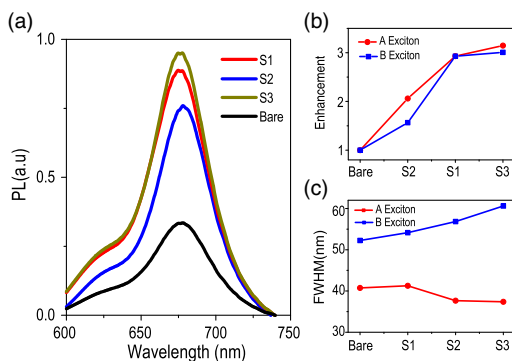 (a)
1.0
0.5
0.0
PL(a.u)
600
650
700
750
Wavelength (nm)
S1
S2
S3
Bare
(b)
A Exciton
B Exciton
3
2
1
Enhancement
Bare
S2
S1
S3
(c)
A Exciton
B Exciton
60
50
40
30
FWHM(nm)
Bare
S1
S2
S3